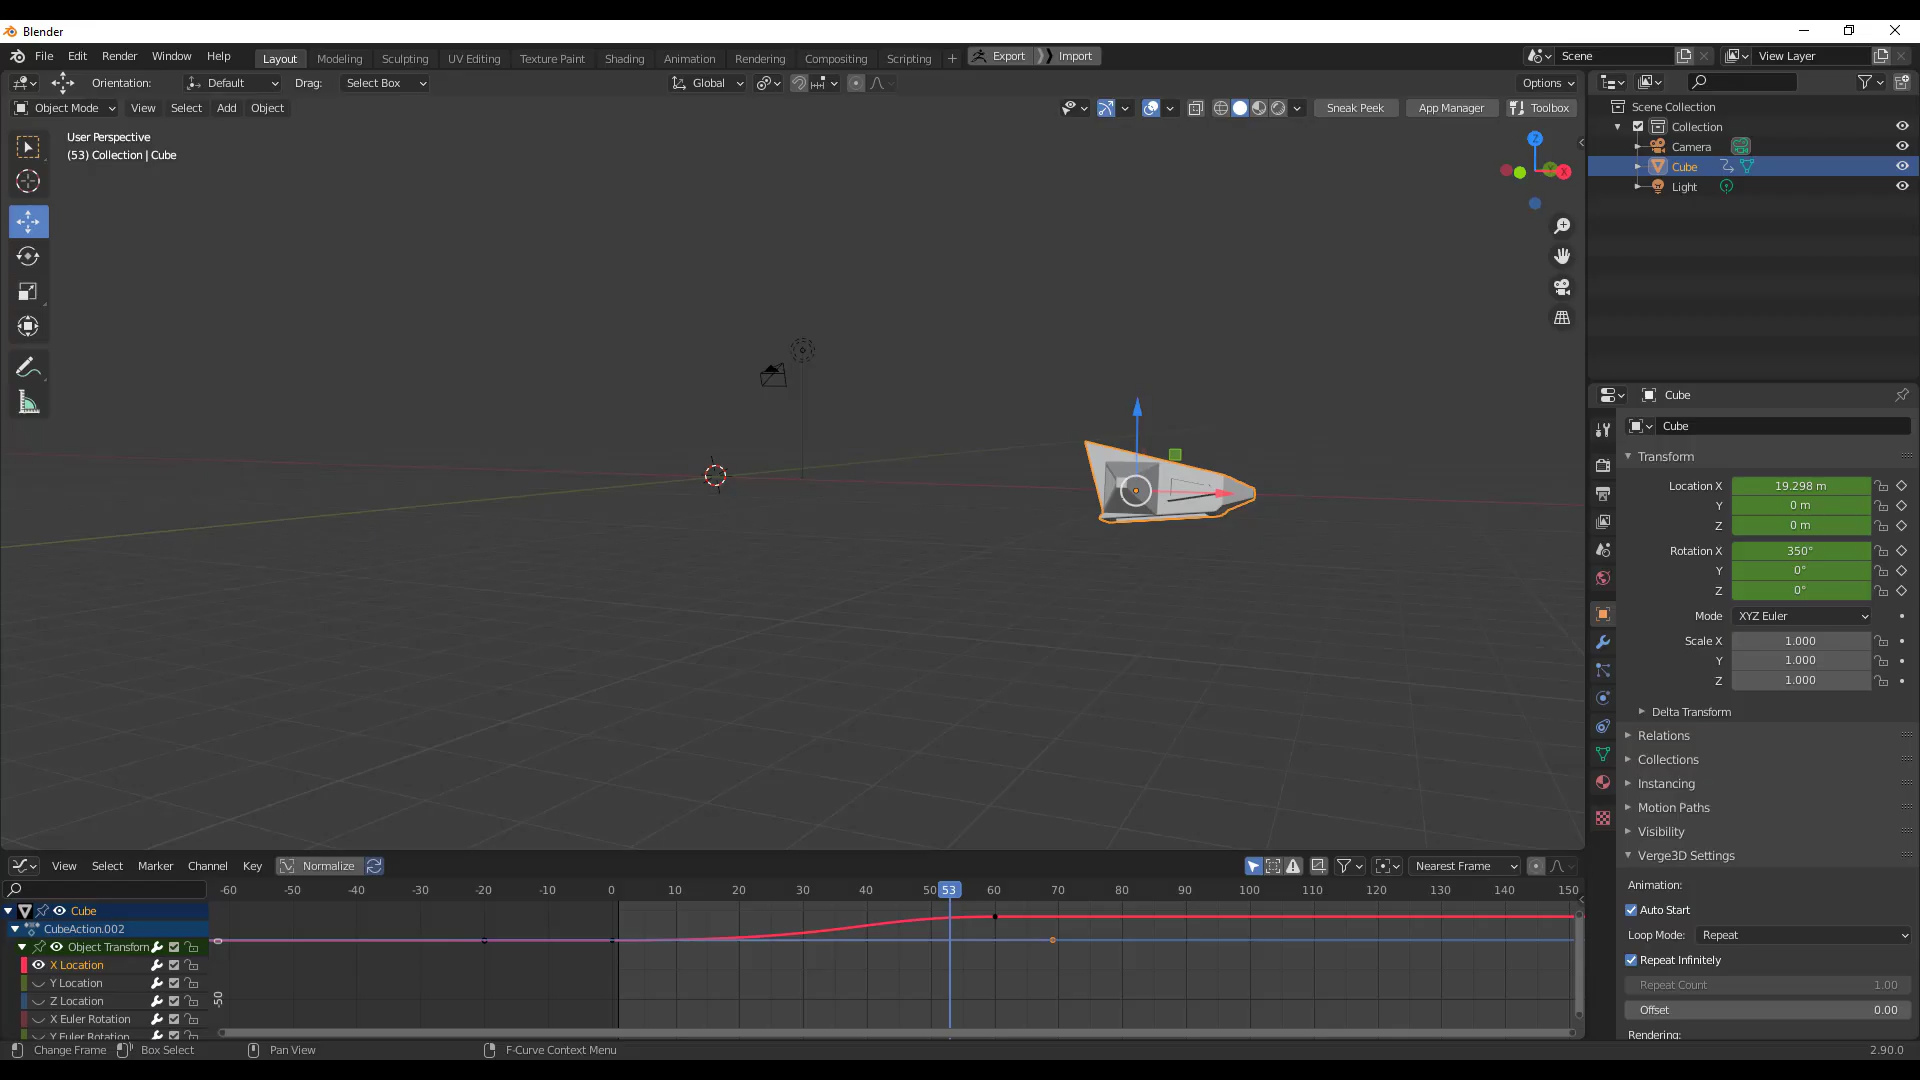 Blender
File Edit Render Window Help Layout Modeling Sculpting UV Editing Texture Paint Shading Animation Rendering Compositing Scripting + Export Import Scene View Layer
Orientation: Default Drag: Select Box Global Options
Object Mode View Select Add Object Sneak Peek App Manager Toolbox
User Perspective
(53) Collection | Cube
Z
X
Scene Collection
Collection
Camera
Cube
Light
Cube
Cube
Transform
Location X 19.298 m
Y 0 m
Z 0 m
Rotation X 350°
Y 0°
Z 0°
Mode XYZ Euler
Scale X 1.000
Y 1.000
Z 1.000
Delta Transform
Relations
Collections
Instancing
Motion Paths
Visibility
Verge3D Settings
Animation:
Auto Start
Loop Mode: Repeat
Repeat Infinitely
Repeat Count 1.00
Offset 0.00
Rendering:
View Select Marker Channel Key Normalize Nearest Frame
-60 -50 -40 -30 -20 -10 0 10 20 30 40 50 53 60 70 80 90 100 110 120 130 140 150
Cube
CubeAction.002
Object Transform
X Location
Y Location
Z Location
X Euler Rotation
Y Euler Rotation
0
-50
Change Frame Box Select Pan View F-Curve Context Menu 2.90.0